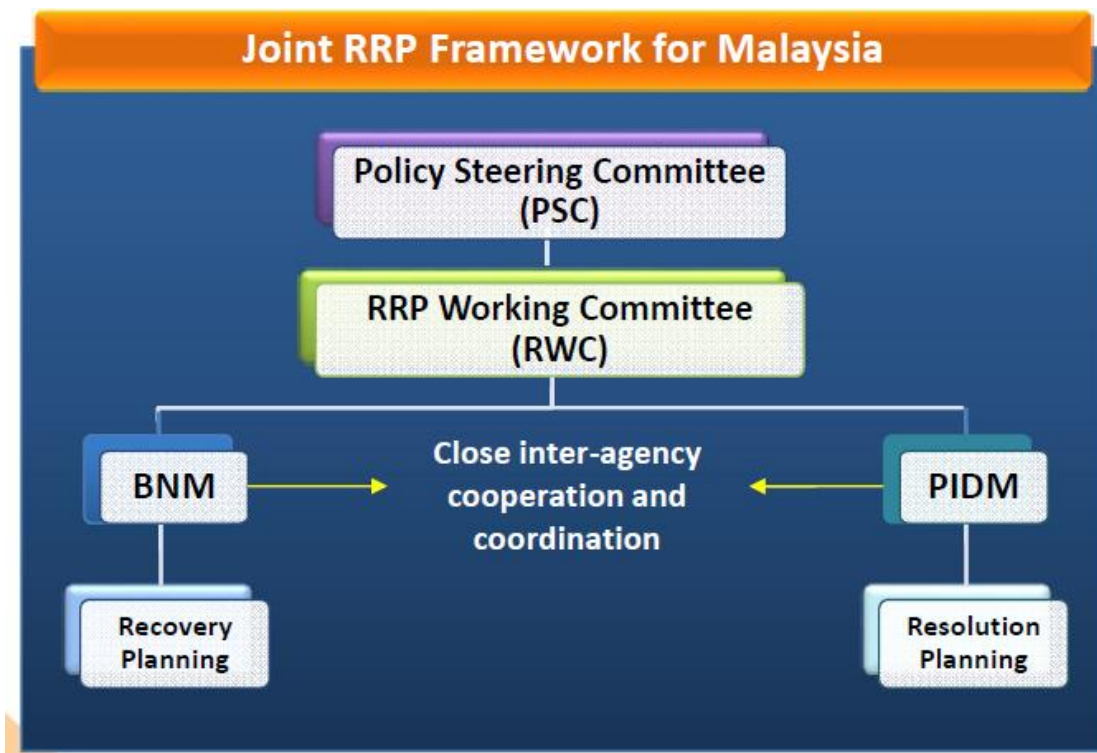 Joint RRP Framework for Malaysia
Policy Steering Committee
(PSC)
RRP Working Committee
(RWC)
BNM
Close inter-agency
cooperation and
coordination
PIDM
Recovery
Planning
Resolution
Planning